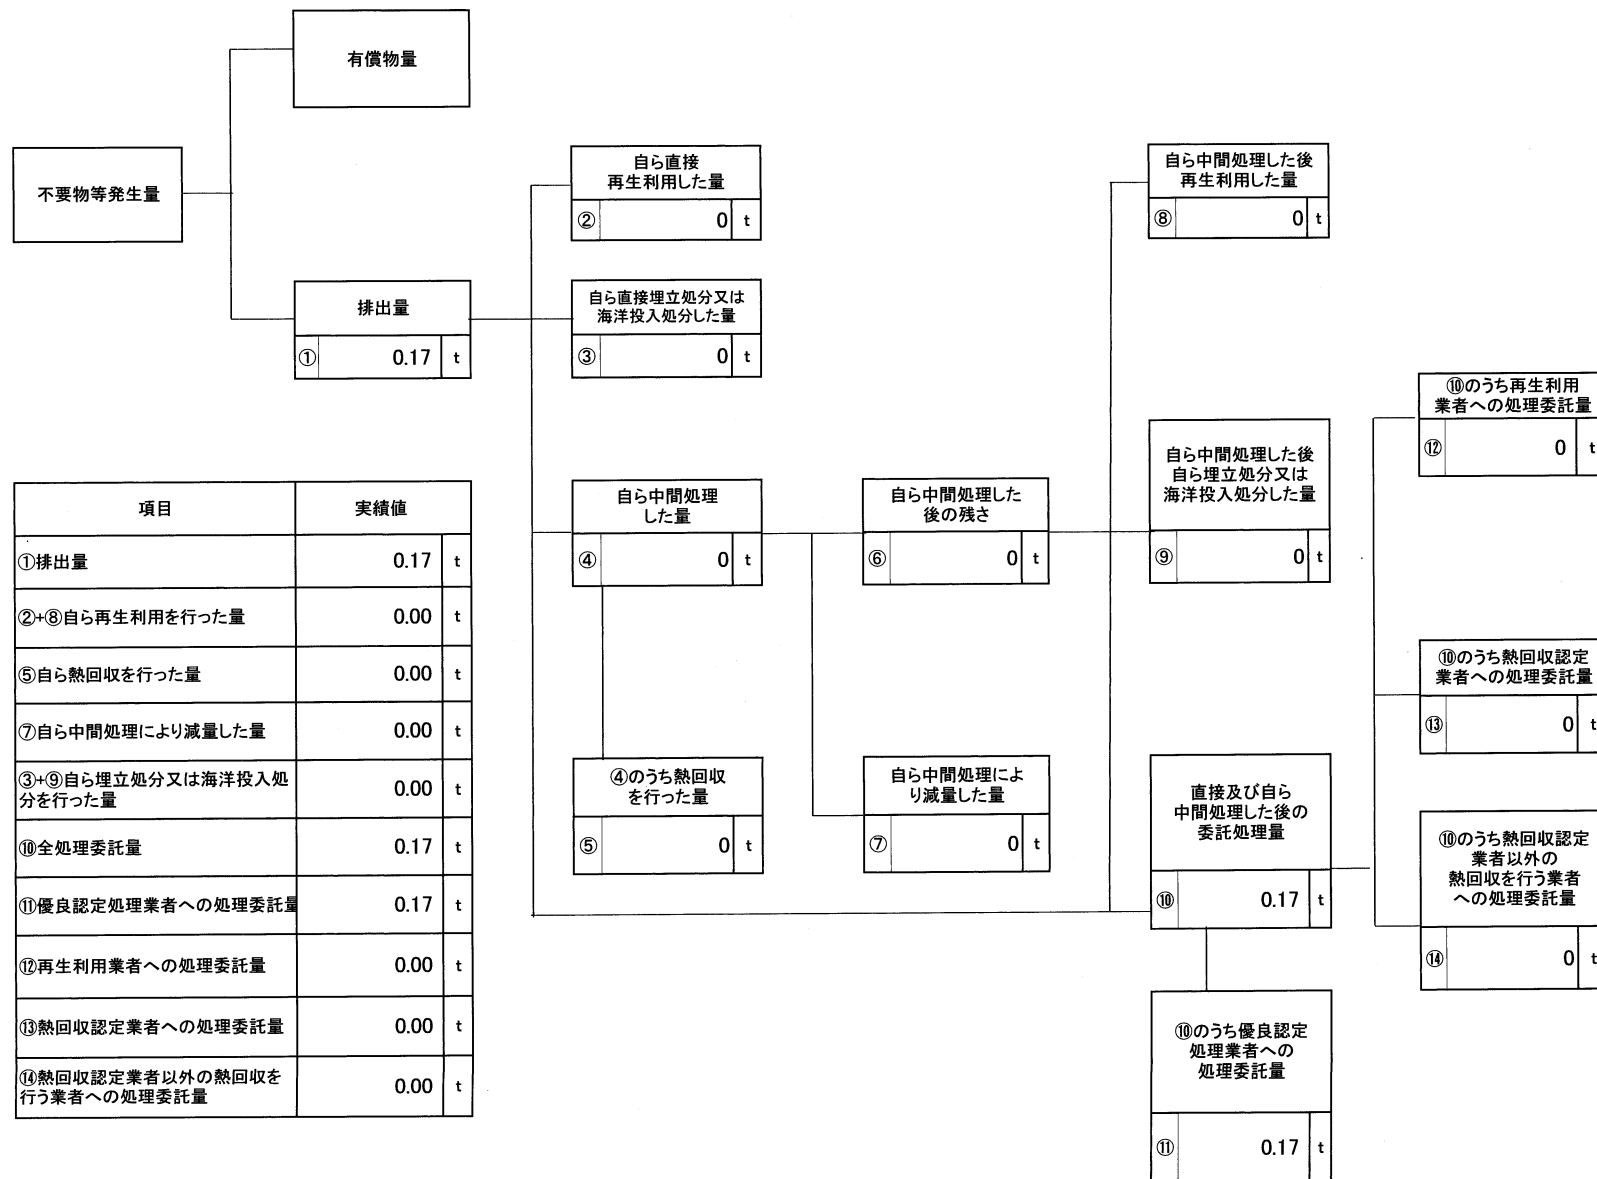 有償物量
不要物等発生量
排出量
① 0.17 t
自ら直接
再生利用した量
② 0 t
自ら直接埋立処分又は
海洋投入処分した量
③ 0 t
自ら中間処理
した量
④ 0 t
④のうち熱回収
を行った量
⑤ 0 t
自ら中間処理した
後の残さ
⑥ 0 t
自ら中間処理によ
り減量した量
⑦ 0 t
自ら中間処理した後
再生利用した量
⑧ 0 t
自ら中間処理した後
自ら埋立処分又は
海洋投入処分した量
⑨ 0 t
直接及び自ら
中間処理した後の
委託処理量
⑩ 0.17 t
⑩のうち優良認定
処理業者への
処理委託量
⑪ 0.17 t
⑩のうち再生利用
業者への処理委託量
⑫ 0 t
⑩のうち熱回収認定
業者への処理委託量
⑬ 0 t
⑩のうち熱回収認定
業者以外の
熱回収を行う業者
への処理委託量
⑭ 0 t
項目 実績値
①排出量 0.17 t
②+⑧自ら再生利用を行った量 0.00 t
⑤自ら熱回収を行った量 0.00 t
⑦自ら中間処理により減量した量 0.00 t
③+⑨自ら埋立処分又は海洋投入処
分を行った量 0.00 t
⑩全処理委託量 0.17 t
⑪優良認定処理業者への処理委託量 0.17 t
⑫再生利用業者への処理委託量 0.00 t
⑬熱回収認定業者への処理委託量 0.00 t
⑭熱回収認定業者以外の熱回収を
行う業者への処理委託量 0.00 t